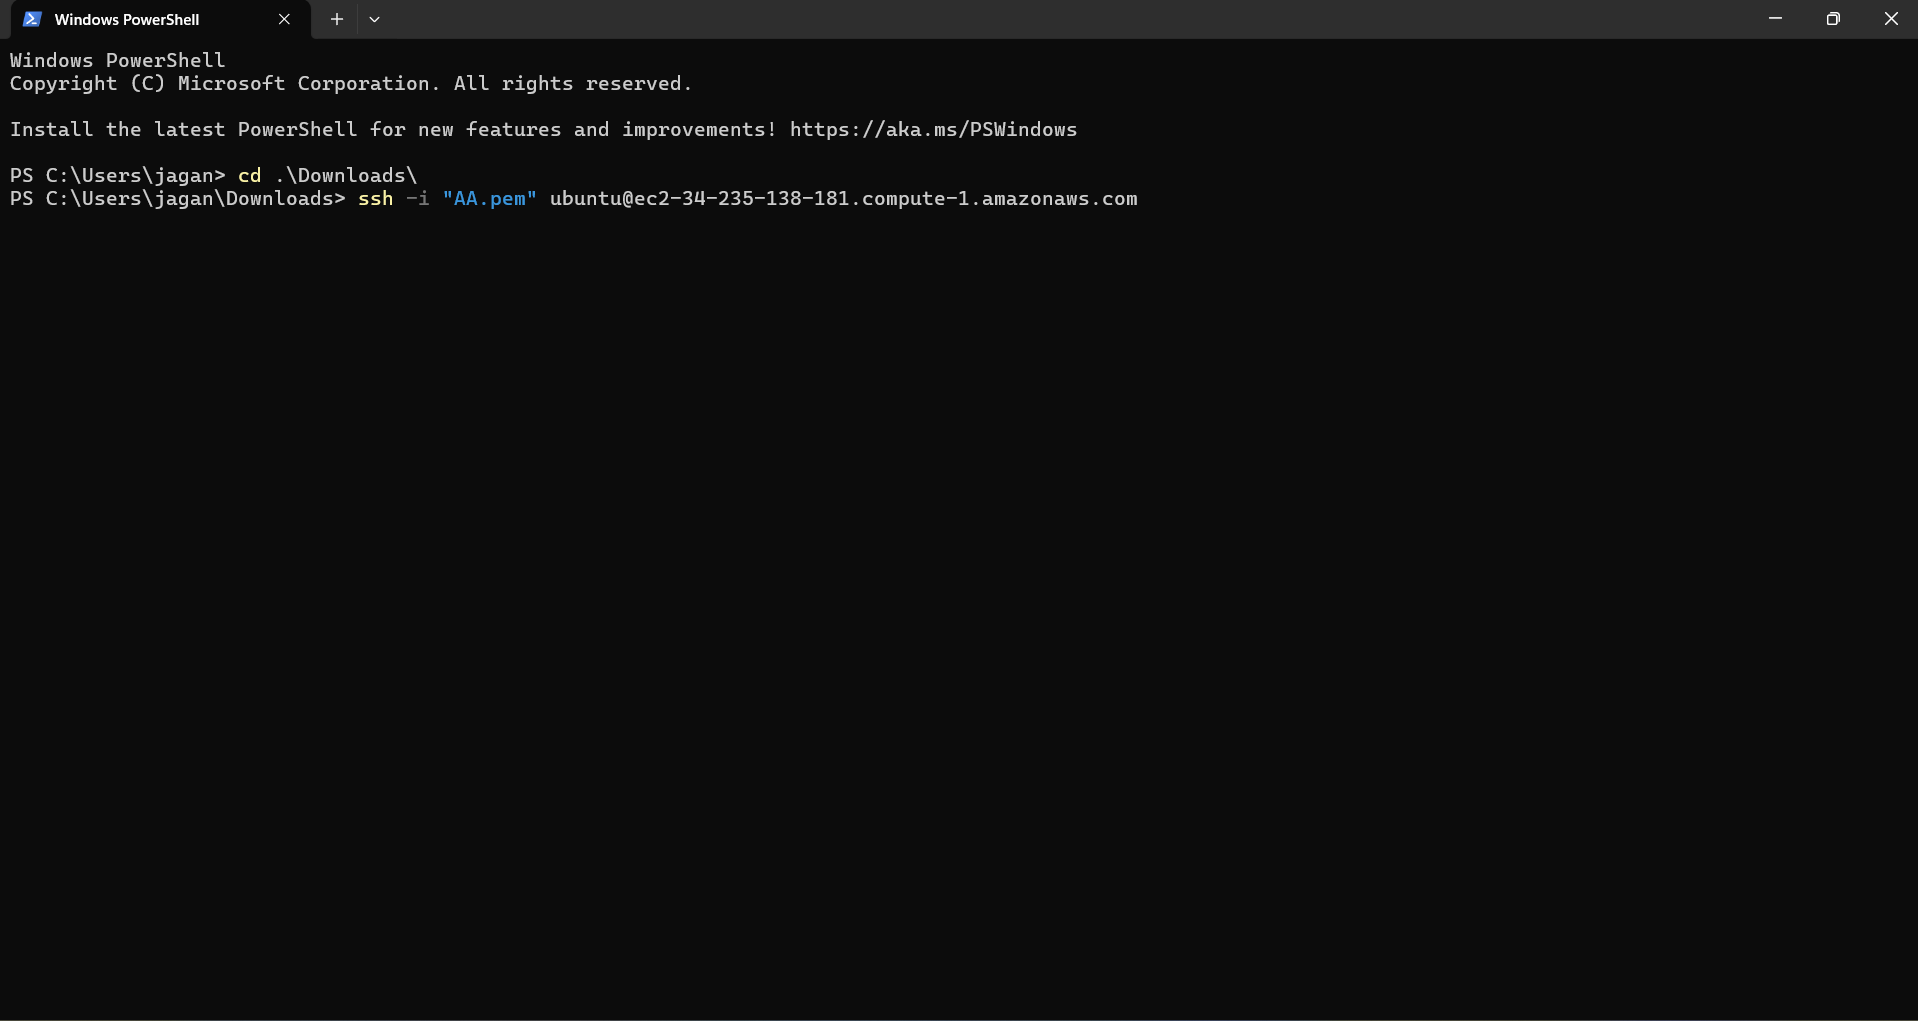 Windows PowerShell
Windows PowerShell
Copyright (C) Microsoft Corporation. All rights reserved.
Install the latest PowerShell for new features and improvements! https://aka.ms/PSWindows
PS C:\Users\jagan> cd .\Downloads\
PS C:\Users\jagan\Downloads> ssh -i "AA.pem" ubuntu@ec2-34-235-138-181.compute-1.amazonaws.com